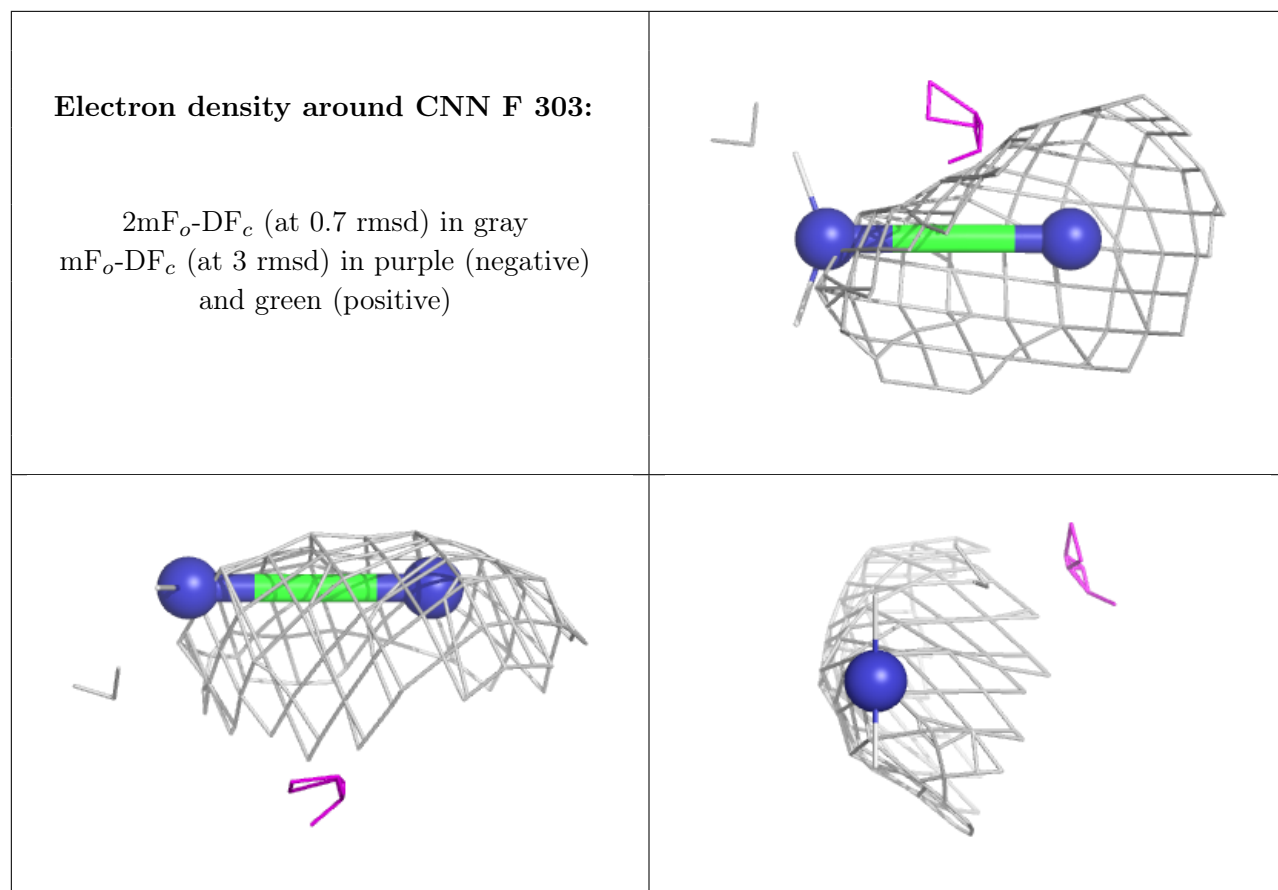 Electron density around CNN F 303:
2mFo-DFc (at 0.7 rmsd) in gray
mFo-DFc (at 3 rmsd) in purple (negative)
and green (positive)